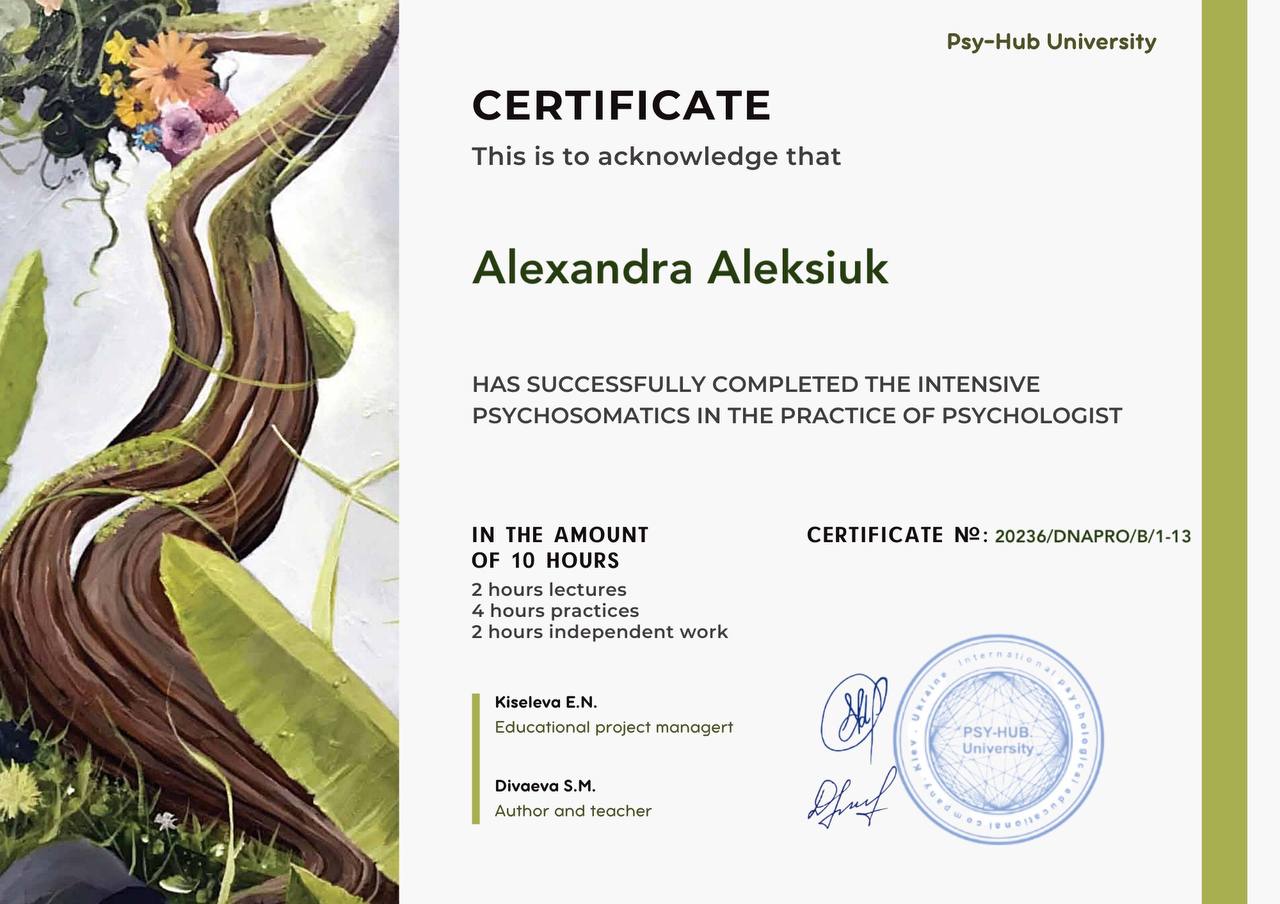 Psy-Hub University
CERTIFICATE
This is to acknowledge that
Alexandra Aleksiuk
HAS SUCCESSFULLY COMPLETED THE INTENSIVE
PSYCHOSOMATICS IN THE PRACTICE OF PSYCHOLOGIST
IN THE AMOUNT
OF 10 HOURS
CERTIFICATE №: 20236/DNAPRO/B/1-13
2 hours lectures
4 hours practices
2 hours independent work
Kiseleva E.N.
Educational project managert
Divaeva S.M.
Author and teacher
International psychological educational company · Kiev · Ukraine
PSY-HUB.
University